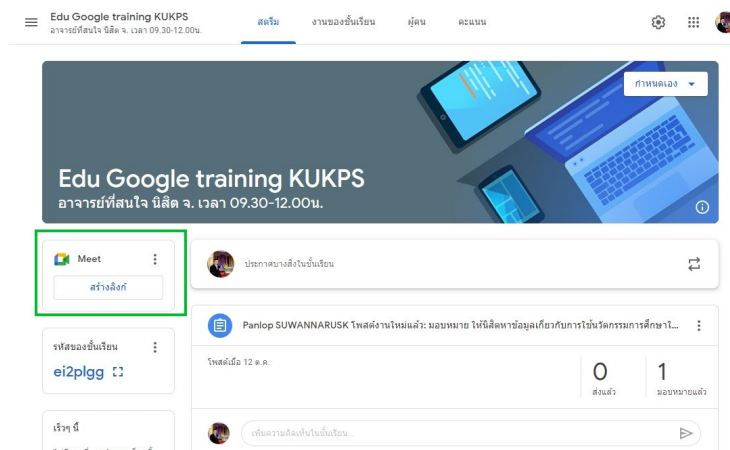 Edu Google training KUKPS
อาจารย์ที่สนใจ นิสิต จ. เวลา 09.30-12.00น.
สตรีม
งานของชั้นเรียน
ผู้คน
คะแนน
กำหนดเอง
Edu Google training KUKPS
อาจารย์ที่สนใจ นิสิต จ. เวลา 09.30-12.00น.
Meet
สร้างลิงก์
ประกาศบางสิ่งในชั้นเรียน
Panlop SUWANNARUSK โพสต์งานใหม่แล้ว: มอบหมาย ให้นิสิตหาข้อมูลเกี่ยวกับการใช้นวัตกรรมการศึกษาใ...
รหัสของชั้นเรียน
ei2plgg
โพสต์เมื่อ 12 ต.ค.
0
ส่งแล้ว
1
มอบหมายแล้ว
เร็วๆ นี้
เพิ่มความคิดเห็นในชั้นเรียน...